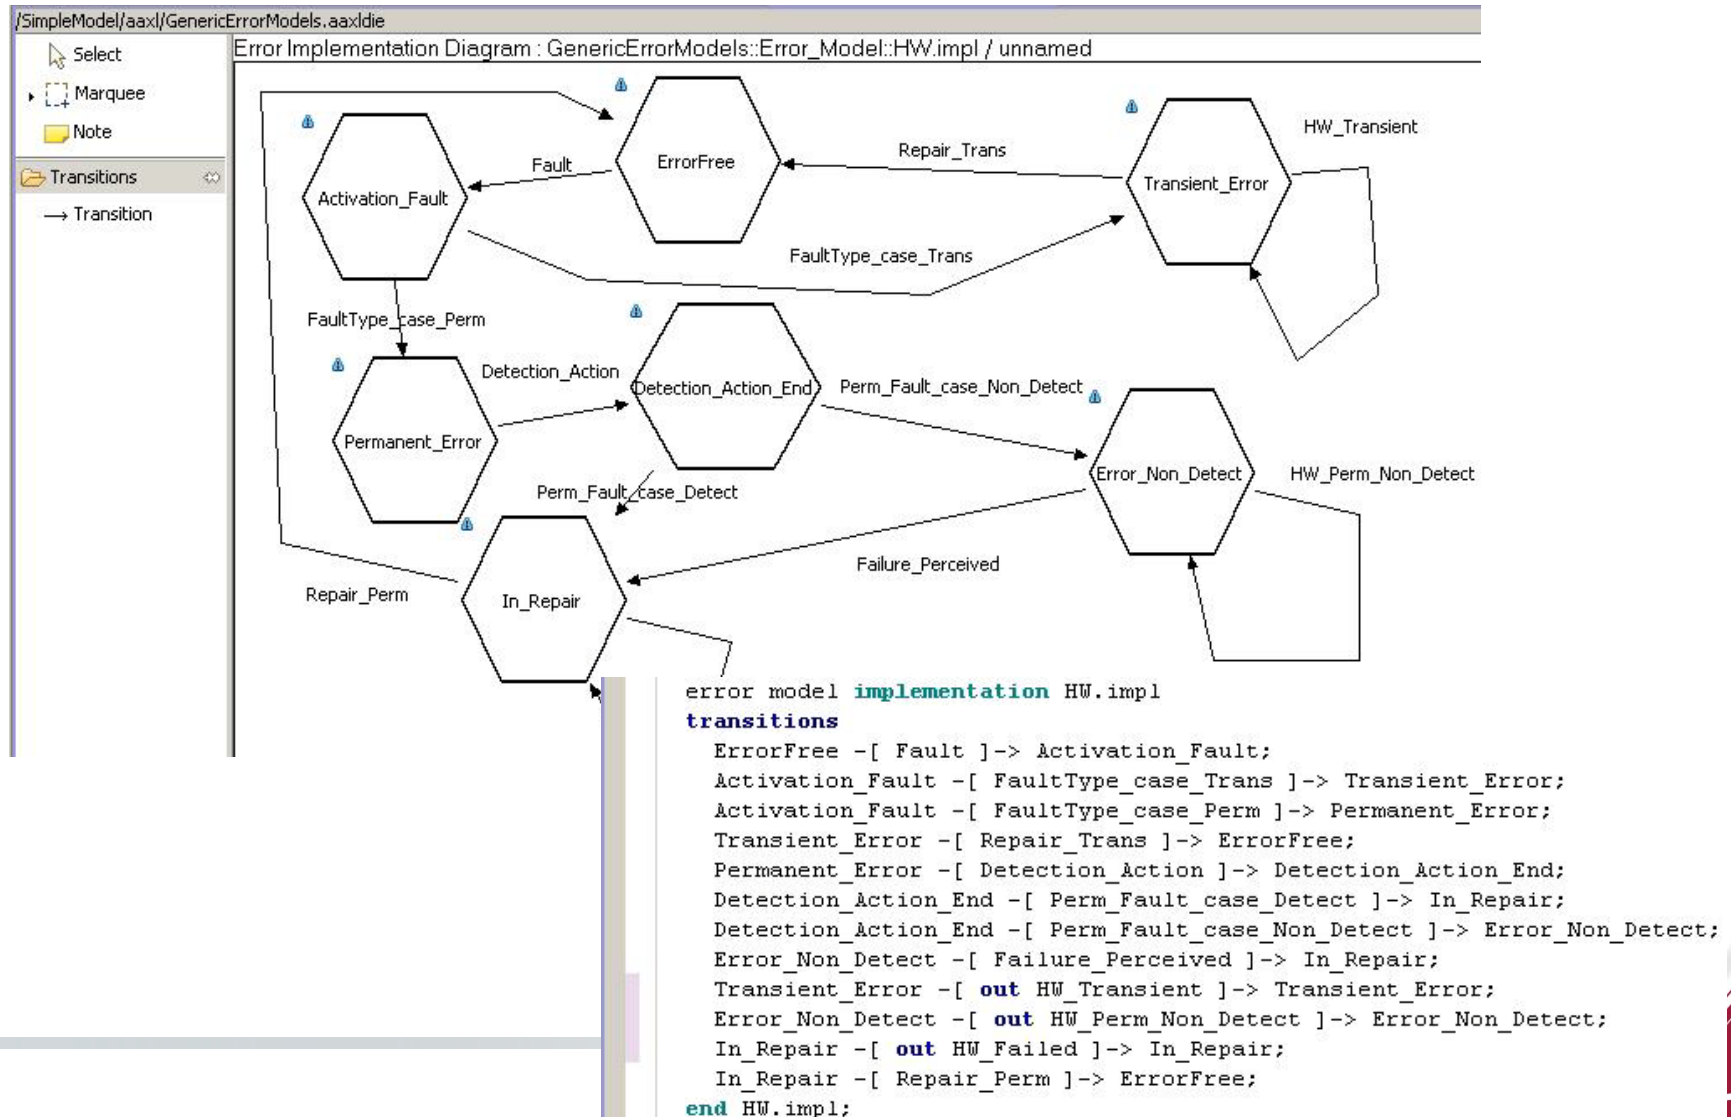 /SimpleModel/aaxl/GenericErrorModels.aaxldie
Select
Marquee
Note
Transitions
Transition
Error Implementation Diagram : GenericErrorModels::Error_Model::HW.impl / unnamed
HW_Transient
Repair_Trans
Fault
ErrorFree
Transient_Error
Activation_Fault
FaultType_case_Trans
FaultType_case_Perm
Detection_Action
Detection_Action_End
Perm_Fault_case_Non_Detect
Permanent_Error
Error_Non_Detect
HW_Perm_Non_Detect
Perm_Fault_case_Detect
Failure_Perceived
Repair_Perm
In_Repair
error model implementation HW.impl
transitions
ErrorFree -[ Fault ]-> Activation_Fault;
Activation_Fault -[ FaultType_case_Trans ]-> Transient_Error;
Activation_Fault -[ FaultType_case_Perm ]-> Permanent_Error;
Transient_Error -[ Repair_Trans ]-> ErrorFree;
Permanent_Error -[ Detection_Action ]-> Detection_Action_End;
Detection_Action_End -[ Perm_Fault_case_Detect ]-> In_Repair;
Detection_Action_End -[ Perm_Fault_case_Non_Detect ]-> Error_Non_Detect;
Error_Non_Detect -[ Failure_Perceived ]-> In_Repair;
Transient_Error -[ out HW_Transient ]-> Transient_Error;
Error_Non_Detect -[ out HW_Perm_Non_Detect ]-> Error_Non_Detect;
In_Repair -[ out HW_Failed ]-> In_Repair;
In_Repair -[ Repair_Perm ]-> ErrorFree;
end HW.impl;